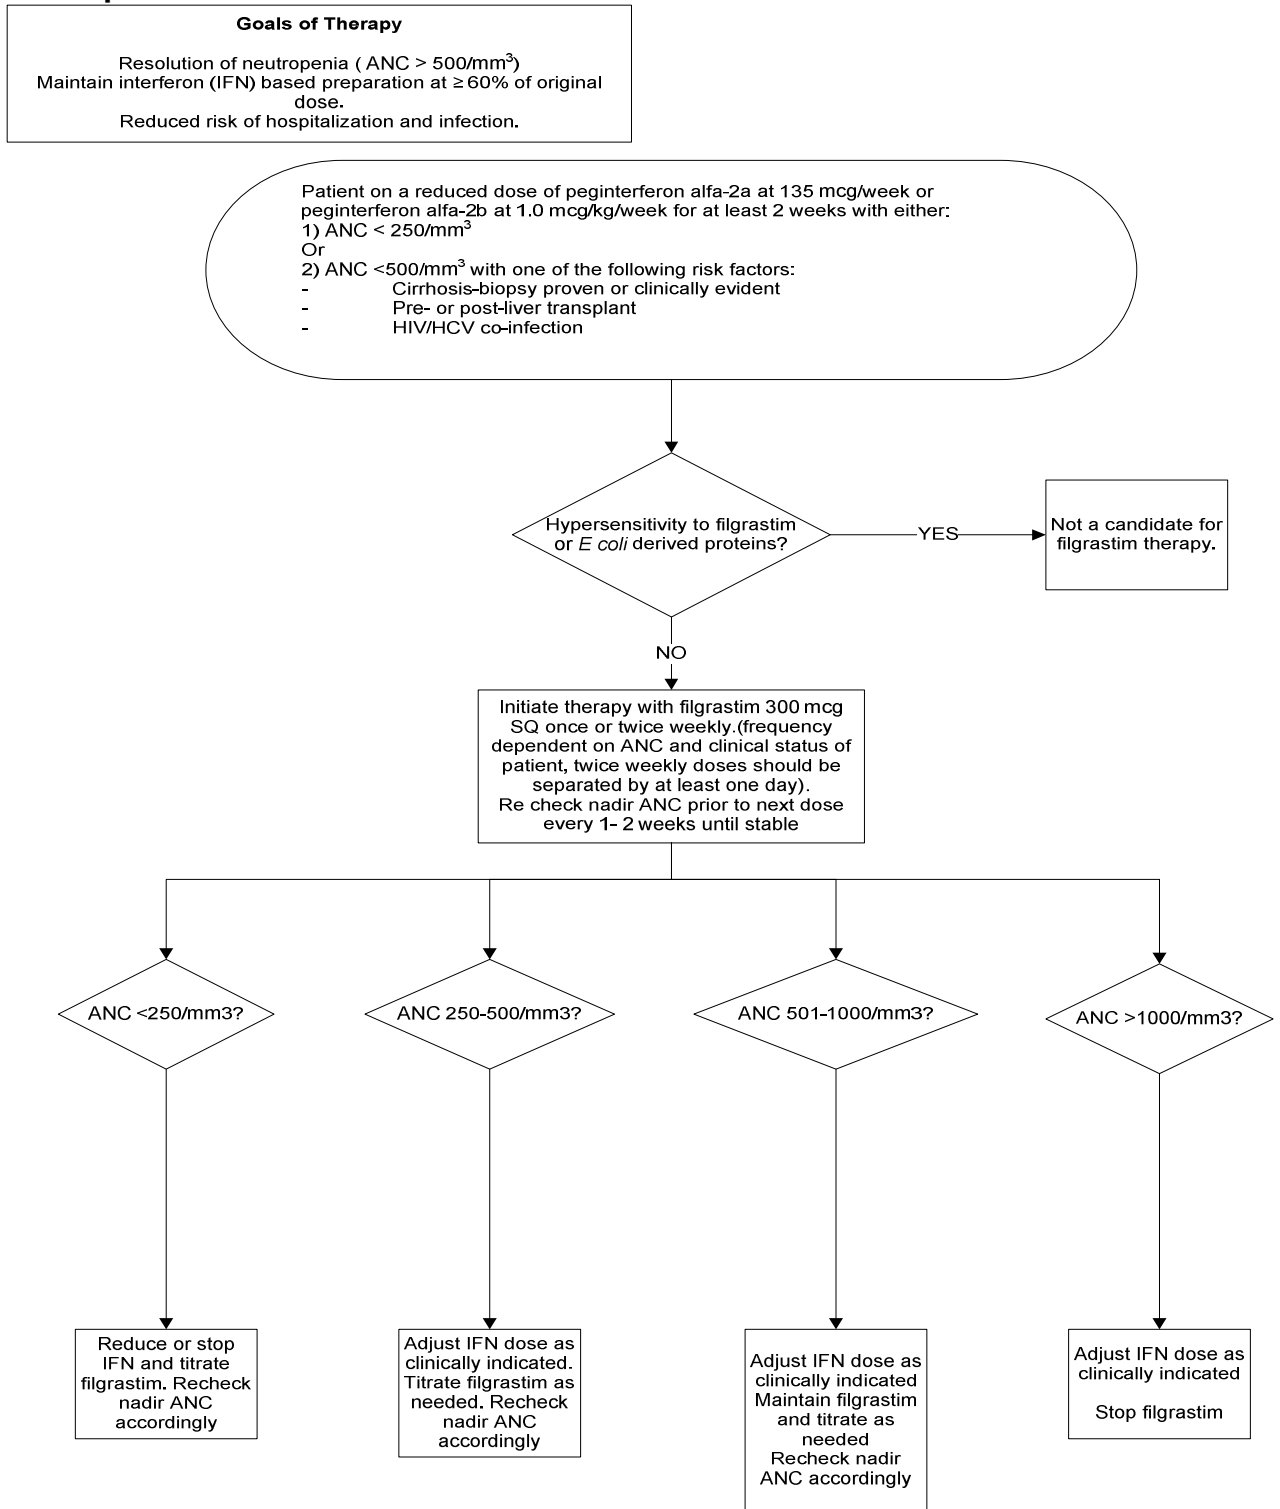 Goals of Therapy
Resolution of neutropenia ( ANC > 500/mm³)
Maintain interferon (IFN) based preparation at ≥ 60% of original
dose.
Reduced risk of hospitalization and infection.
Patient on a reduced dose of peginterferon alfa-2a at 135 mcg/week or
peginterferon alfa-2b at 1.0 mcg/kg/week for at least 2 weeks with either:
1) ANC < 250/mm³
Or
2) ANC <500/mm³ with one of the following risk factors:
- Cirrhosis-biopsy proven or clinically evident
- Pre- or post-liver transplant
- HIV/HCV co-infection
Hypersensitivity to filgrastim
or E coli derived proteins?
YES
Not a candidate for
filgrastim therapy.
NO
Initiate therapy with filgrastim 300 mcg
SQ once or twice weekly.(frequency
dependent on ANC and clinical status of
patient, twice weekly doses should be
separated by at least one day).
Re check nadir ANC prior to next dose
every 1- 2 weeks until stable
ANC <250/mm3?
ANC 250-500/mm3?
ANC 501-1000/mm3?
ANC >1000/mm3?
Reduce or stop
IFN and titrate
filgrastim. Recheck
nadir ANC
accordingly
Adjust IFN dose as
clinically indicated.
Titrate filgrastim as
needed. Recheck
nadir ANC
accordingly
Adjust IFN dose as
clinically indicated
Maintain filgrastim
and titrate as
needed
Recheck nadir
ANC accordingly
Adjust IFN dose as
clinically indicated
Stop filgrastim